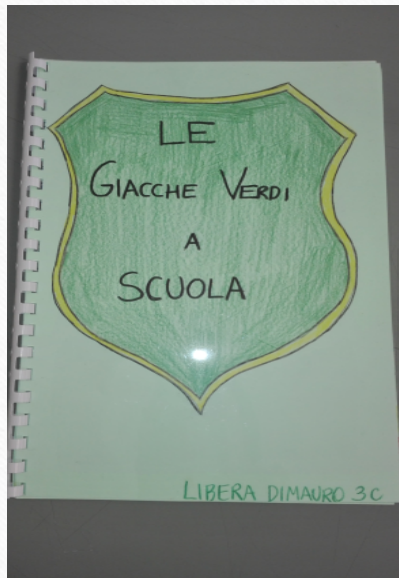 LE
GIACCHE VERDI
A
SCUOLA
LIBERA DIMAURO 3C